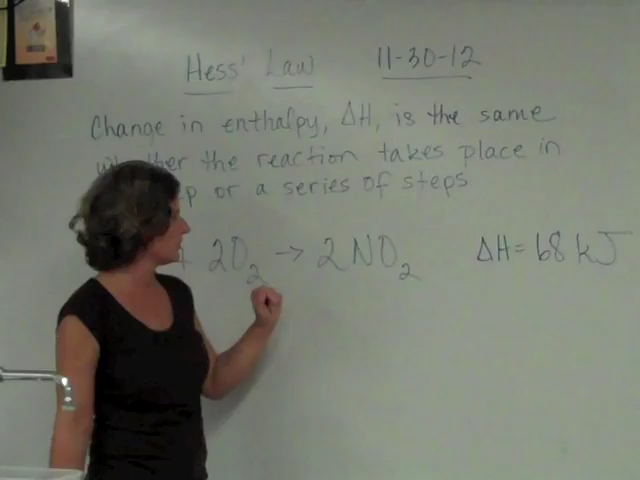 Hess' Law 11-30-12
Change in enthalpy, ΔH, is the same
the reaction takes place in
or a series of steps
+ 2O₂ → 2NO₂ ΔH = 68 kJ